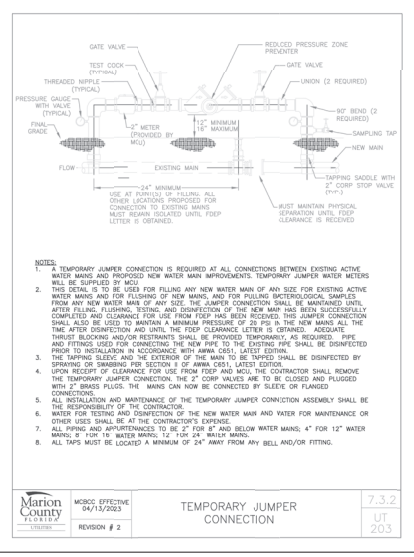 GATE VALVE
TEST COCK
(TYPICAL)
THREADED NIPPLE
(TYPICAL)
PRESSURE GAUGE
WITH VALVE
(TYPICAL)
FINAL
GRADE
FLOW
REDUCED PRESSURE ZONE
PREVENTER
GATE VALVE
UNION (2 REQUIRED)
90° BEND (2
REQUIRED)
SAMPLING TAP
NEW MAIN
2" METER
(PROVIDED BY
MCU)
12" MINIMUM
16" MAXIMUM
EXISTING MAIN
TAPPING SADDLE WITH
2" CORP STOP VALVE
24" MINIMUM
USE AT POINT(S) OF FILLING. ALL
OTHER LOCATIONS PROPOSED FOR
CONNECTION TO EXISTING MAINS
MUST REMAIN ISOLATED UNTIL FDEP
LETTER IS OBTAINED.
MUST MAINTAIN PHYSICAL
SEPARATION UNTIL FDEP
CLEARANCE IS RECEIVED
NOTES:
1. A TEMPORARY JUMPER CONNECTION IS REQUIRED AT ALL CONNECTIONS BETWEEN EXISTING ACTIVE
WATER MAINS AND PROPOSED NEW WATER MAIN IMPROVEMENTS. TEMPORARY JUMPER WATER METERS
WILL BE SUPPLIED BY MCU
2. THIS DETAIL IS TO BE USED FOR FILLING ANY NEW WATER MAIN OF ANY SIZE FOR EXISTING ACTIVE
WATER MAINS AND FOR FLUSHING OF NEW MAINS, AND FOR PULLING BACTERIOLOGICAL SAMPLES
FROM ANY NEW WATER MAIN OF ANY SIZE. THE JUMPER CONNECTION SHALL BE MAINTAINED UNTIL
AFTER FILLING, FLUSHING, TESTING, AND DISINFECTION OF THE NEW MAIN HAS BEEN SUCCESSFULLY
COMPLETED AND CLEARANCE FOR USE FROM FDEP HAS BEEN RECEIVED. THIS JUMPER CONNECTION
SHALL ALSO BE USED TO MAINTAIN A MINIMUM PRESSURE OF 20 PSI IN THE NEW MAINS ALL THE
TIME AFTER DISINFECTION AND UNTIL THE FDEP CLEARANCE LETTER IS OBTAINED. ADEQUATE
THRUST BLOCKING AND/OR RESTRAINTS SHALL BE PROVIDED TEMPORARILY, AS REQUIRED. PIPE
AND FITTINGS USED FOR CONNECTING THE NEW PIPE TO THE EXISTING PIPE SHALL BE DISINFECTED
PRIOR TO INSTALLATION IN ACCORDANCE WITH AWWA C651, LATEST EDITION.
3. THE TAPPING SLEEVE AND THE EXTERIOR OF THE MAIN TO BE TAPPED SHALL BE DISINFECTED BY
SPRAYING OR SWABBING PER SECTION II OF AWWA C651, LATEST EDITION.
4. UPON RECEIPT OF CLEARANCE FOR USE FROM FDEP AND MCU, THE CONTRACTOR SHALL REMOVE
THE TEMPORARY JUMPER CONNECTION. THE 2" CORP VALVES ARE TO BE CLOSED AND PLUGGED
WITH 2" BRASS PLUGS. THE MAINS CAN NOW BE CONNECTED BY SLEEVE OR FLANGED
CONNECTIONS.
5. ALL INSTALLATION AND MAINTENANCE OF THE TEMPORARY JUMPER CONNECTION ASSEMBLY SHALL BE
THE RESPONSIBILITY OF THE CONTRACTOR.
6. WATER FOR TESTING AND DISINFECTION OF THE NEW WATER MAIN AND WATER FOR MAINTENANCE OR
OTHER USES SHALL BE AT THE CONTRACTOR'S EXPENSE.
7. ALL PIPING AND APPURTENANCES TO BE 2" FOR 8" AND BELOW WATER MAINS; 4" FOR 12" WATER
MAINS; 8" FOR 16" WATER MAINS; 12" FOR 24" WATER MAINS.
8. ALL TAPS MUST BE LOCATED A MINIMUM OF 24" AWAY FROM ANY BELL AND/OR FITTING.
Marion
County
FLORIDA
UTILITIES
MCBCC EFFECTIVE
04/13/2023
REVISION # 2
TEMPORARY JUMPER
CONNECTION
7.3.2
UT
203